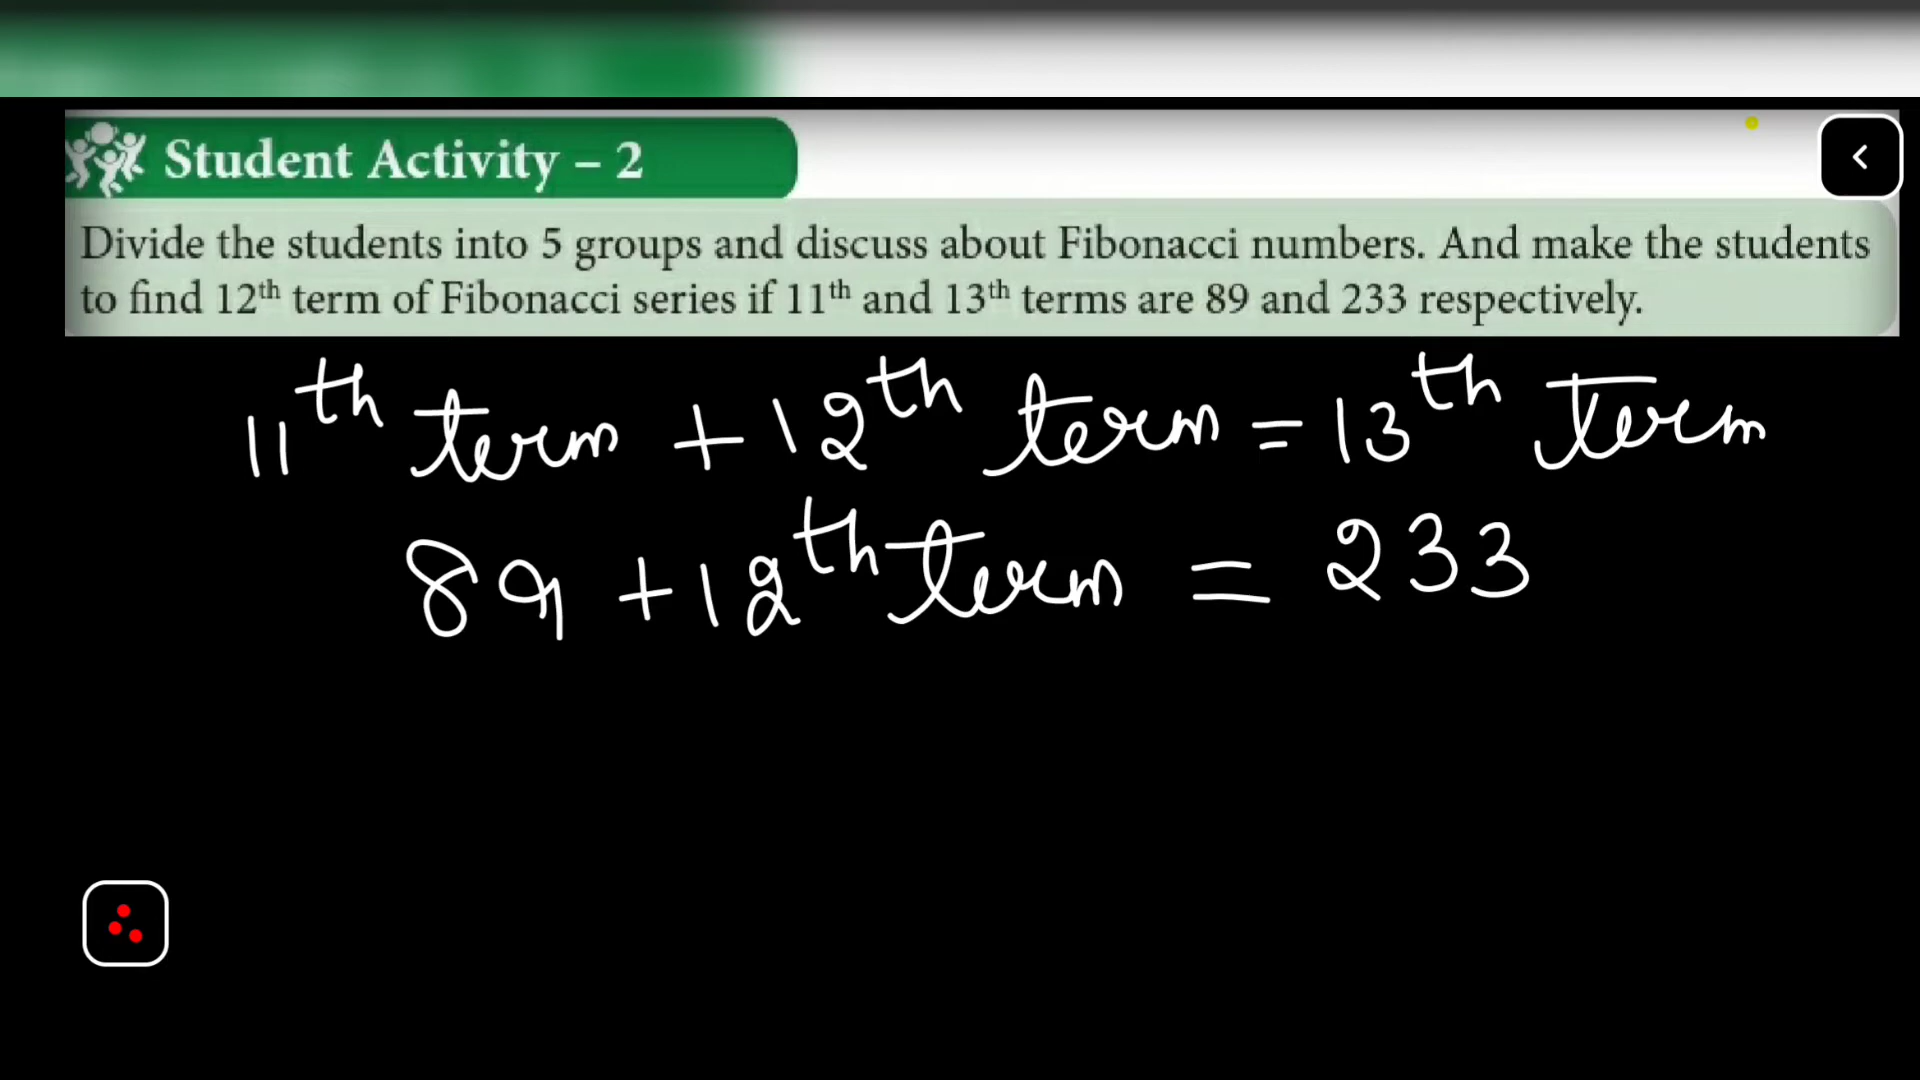 Student Activity – 2
Divide the students into 5 groups and discuss about Fibonacci numbers. And make the students
to find 12th term of Fibonacci series if 11th and 13th terms are 89 and 233 respectively.
11th term + 12th term = 13th term
89 + 12th term = 233